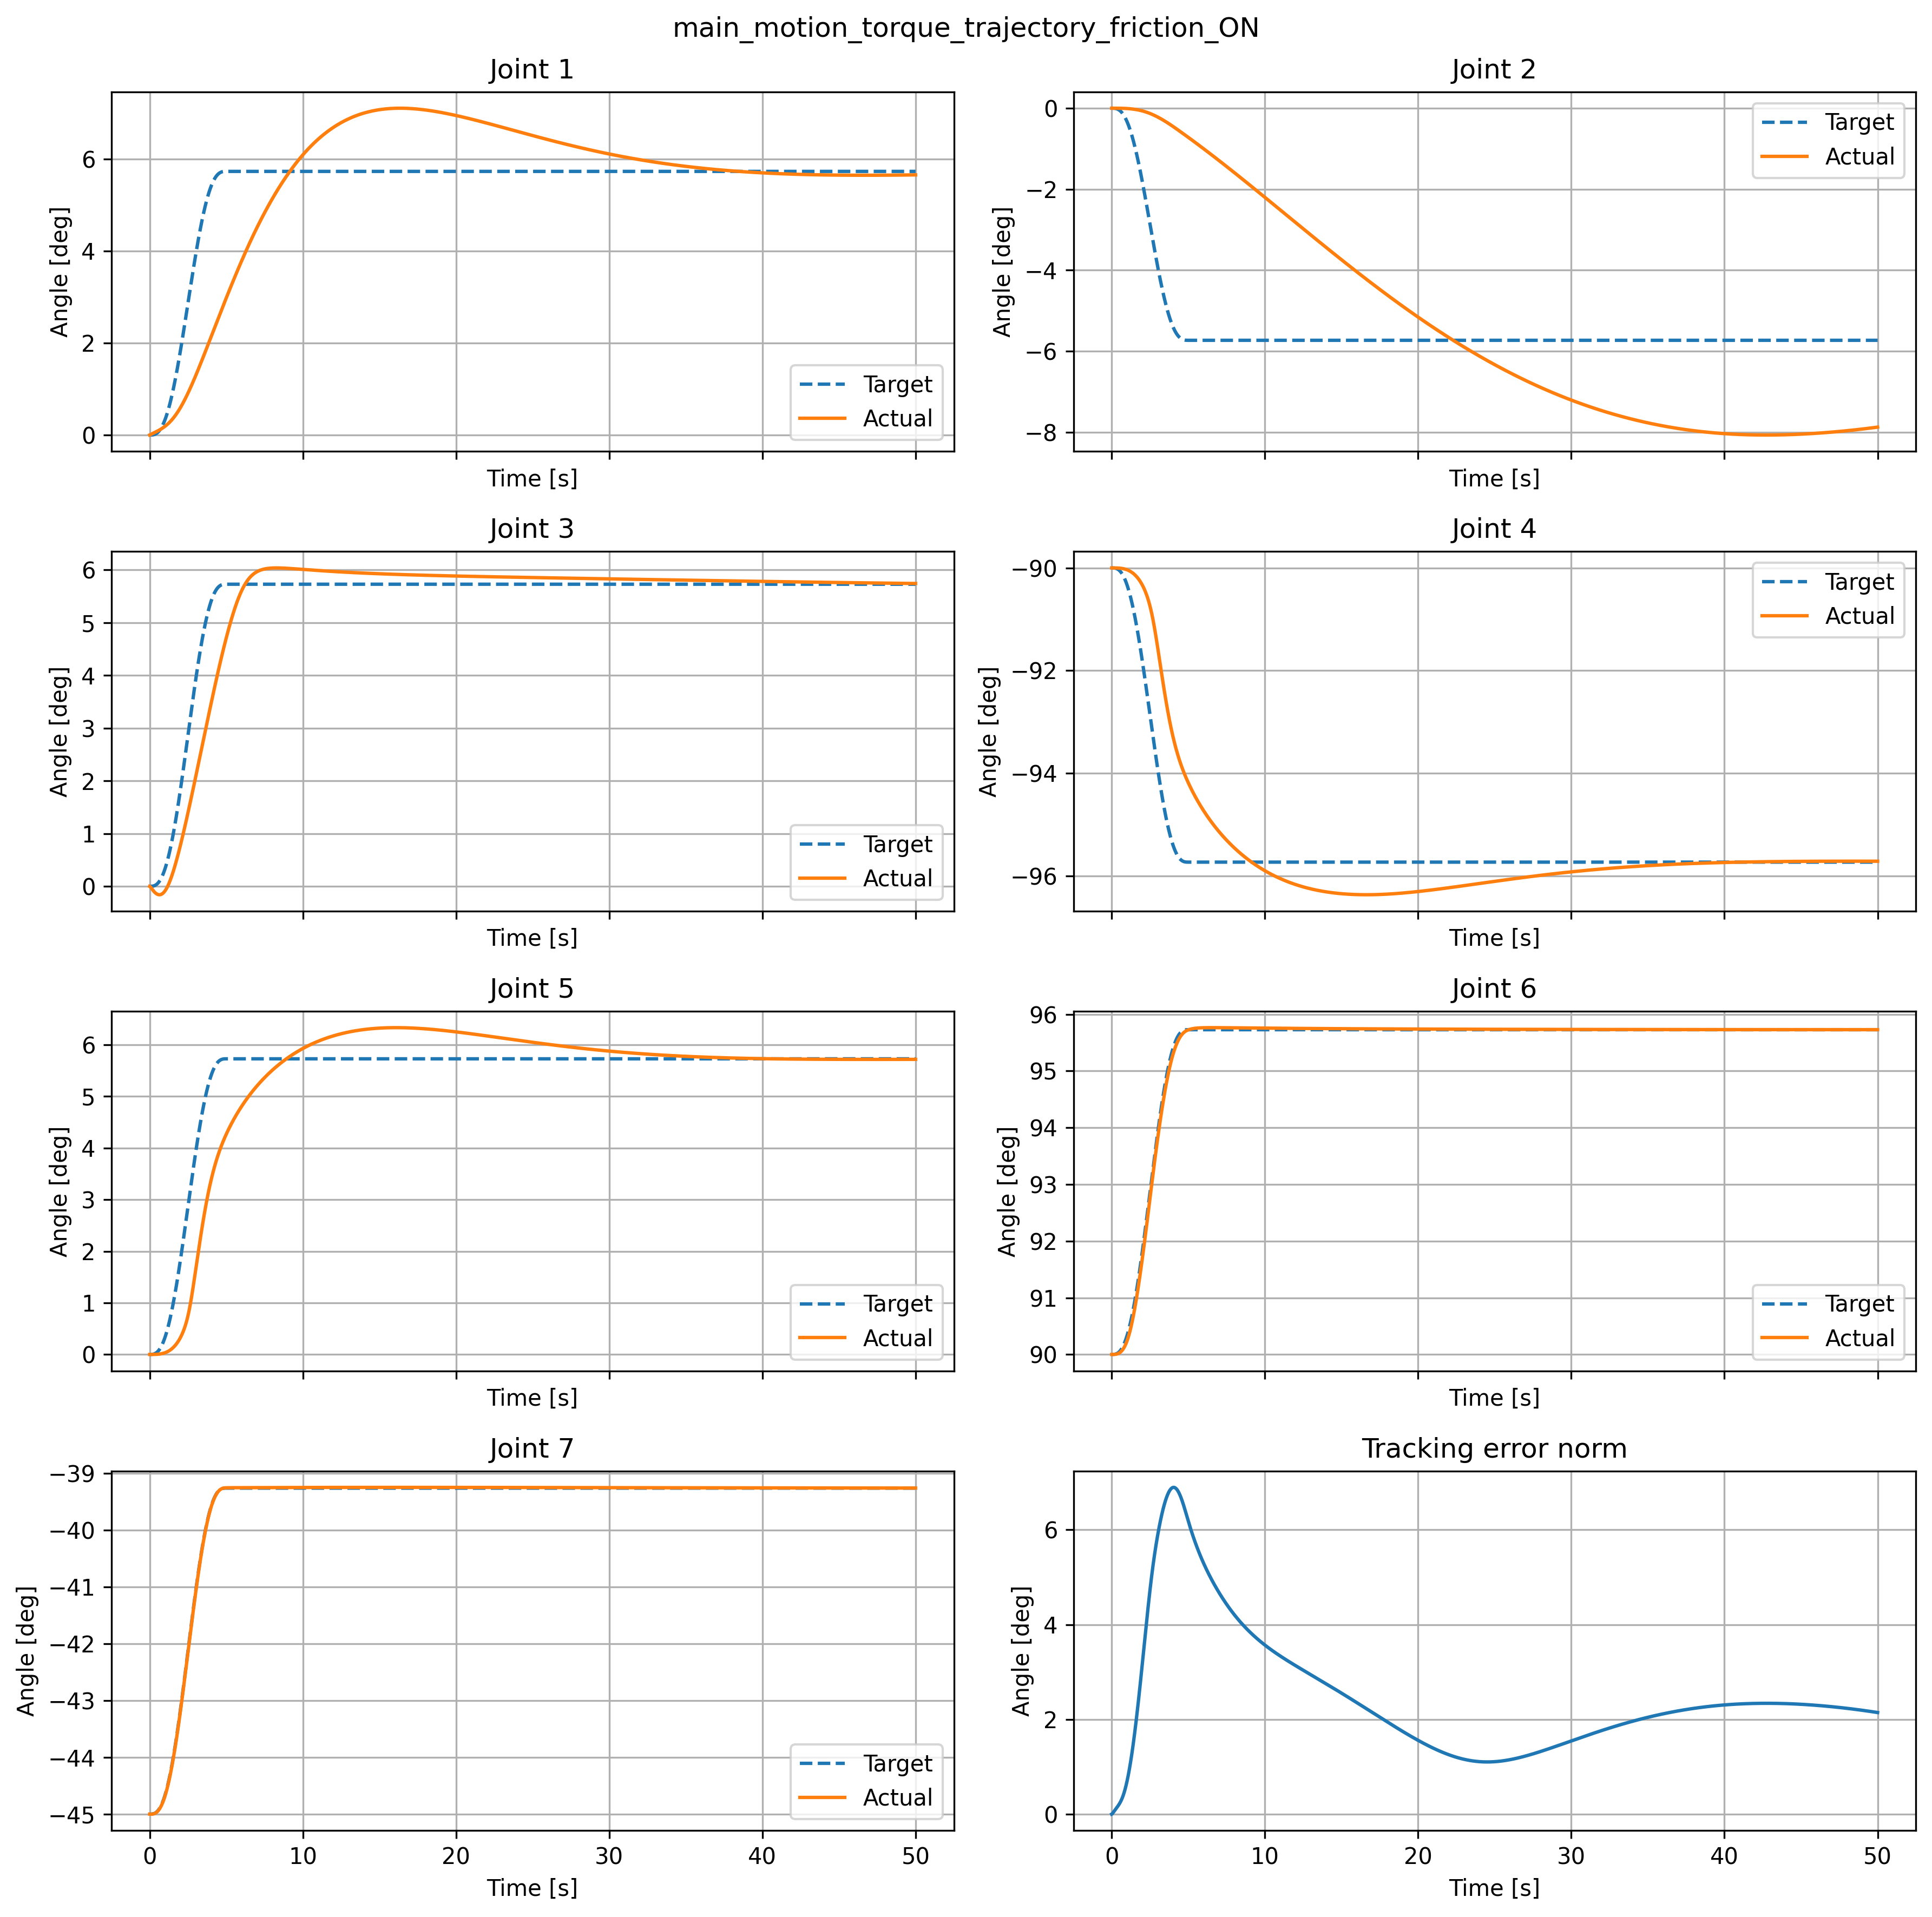 main_motion_torque_trajectory_friction_ON
Joint 1
Angle [deg]
6
4
2
0
Target
Actual
Time [s]
Joint 2
Angle [deg]
0
−2
−4
−6
−8
Target
Actual
Time [s]
Joint 3
Angle [deg]
6
5
4
3
2
1
0
Target
Actual
Time [s]
Joint 4
Angle [deg]
−90
−92
−94
−96
Target
Actual
Time [s]
Joint 5
Angle [deg]
6
5
4
3
2
1
0
Target
Actual
Time [s]
Joint 6
Angle [deg]
96
95
94
93
92
91
90
Target
Actual
Time [s]
Joint 7
Angle [deg]
−39
−40
−41
−42
−43
−44
−45
Target
Actual
0 10 20 30 40 50
Time [s]
Tracking error norm
Angle [deg]
6
4
2
0
0 10 20 30 40 50
Time [s]